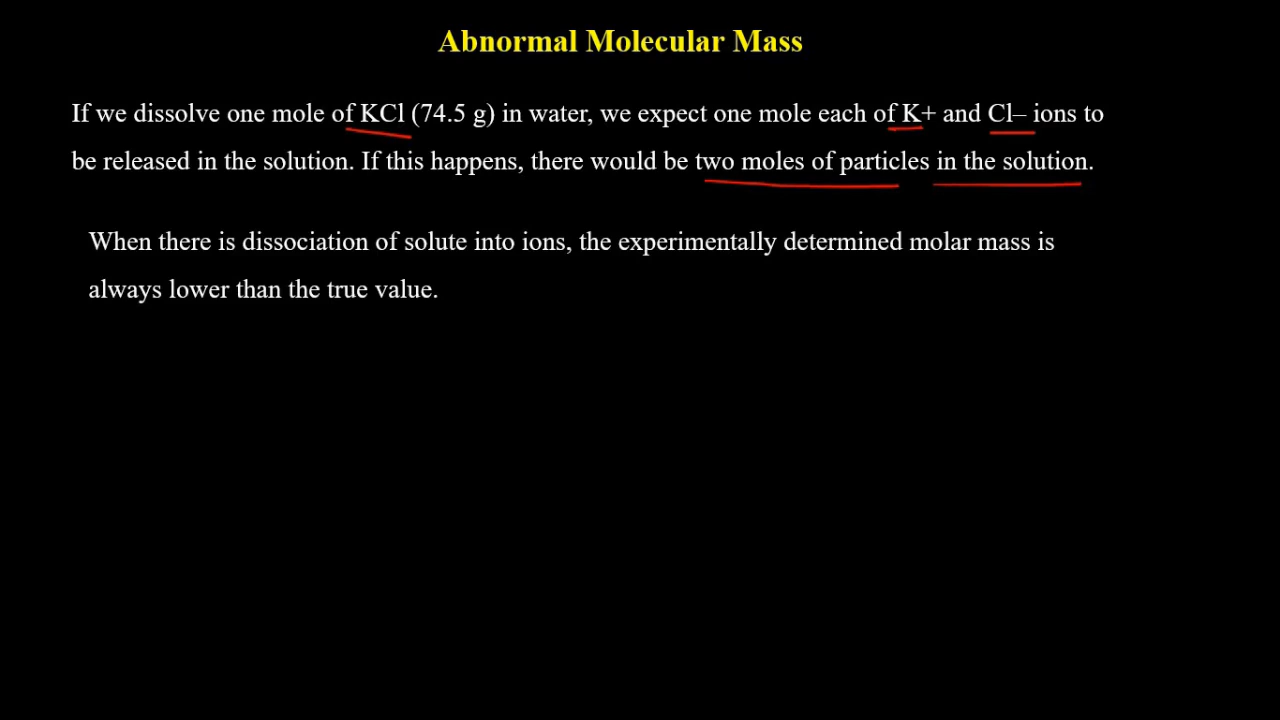 Abnormal Molecular Mass
If we dissolve one mole of KCl (74.5 g) in water, we expect one mole each of K+ and Cl– ions to
be released in the solution. If this happens, there would be two moles of particles in the solution.
When there is dissociation of solute into ions, the experimentally determined molar mass is
always lower than the true value.